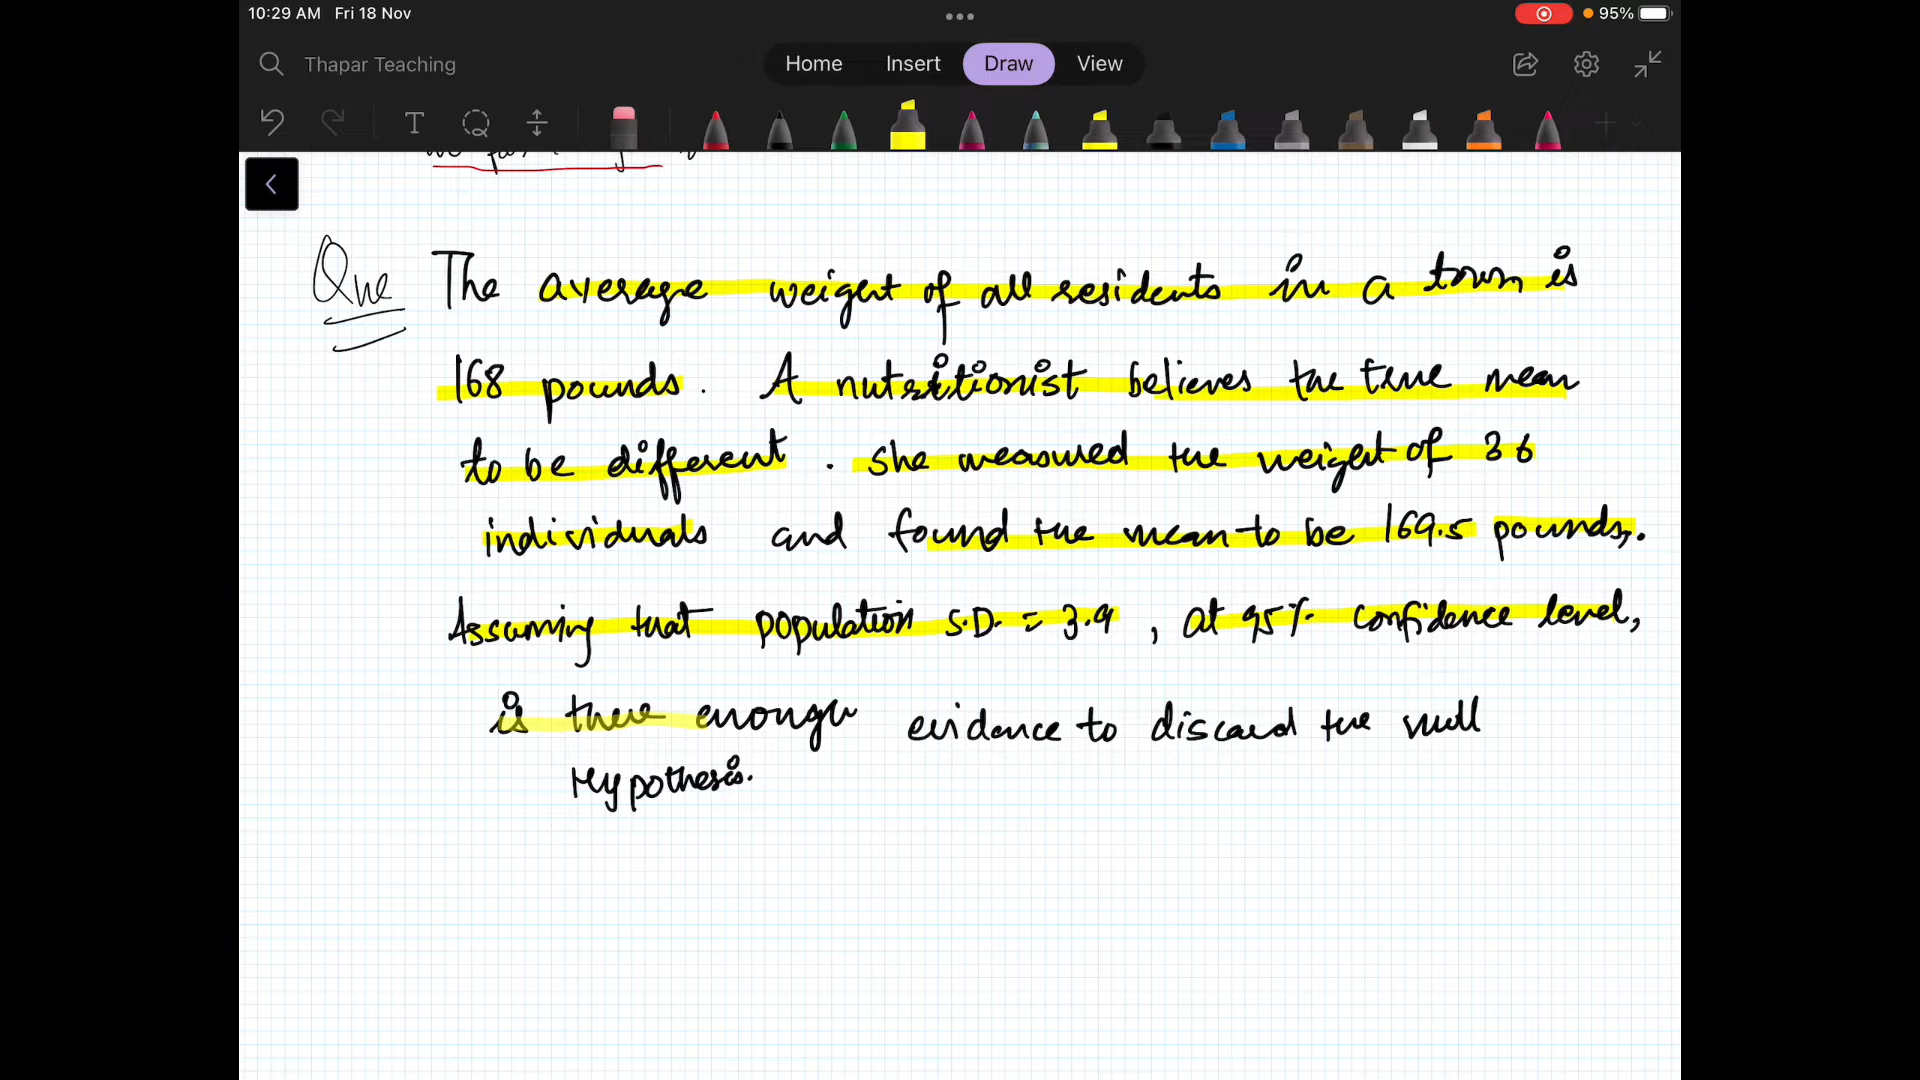 10:29 AM Fri 18 Nov
95%
Thapar Teaching
Home Insert Draw View
T
Que The average weight of all residents in a town is
168 pounds. A nutritionist believes the true mean
to be different. She measured the weight of 36
individuals and found the mean to be 169.5 pounds.
Assuming that population S.D. = 3.9, at 95% confidence level,
is there enough evidence to discard the null
Hypothesis.